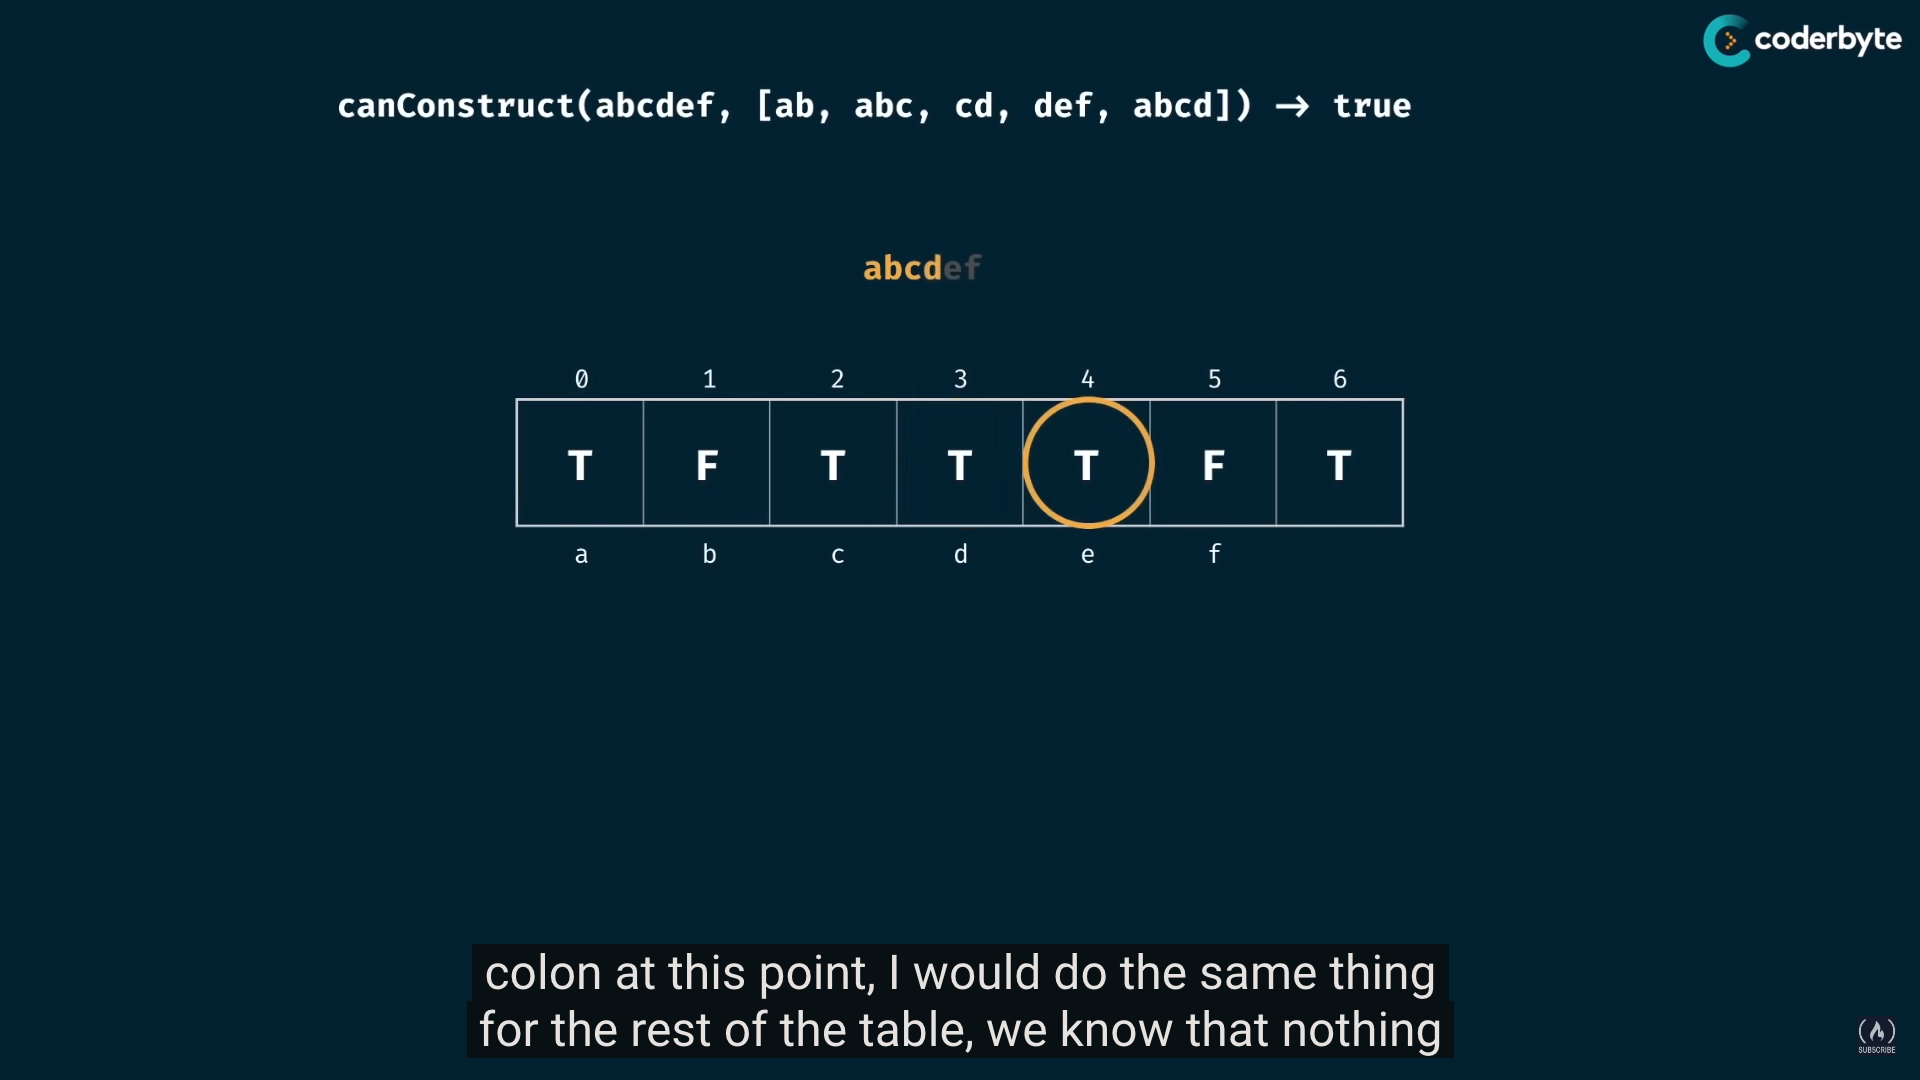 coderbyte
canConstruct(abcdef, [ab, abc, cd, def, abcd]) → true
abcdef
0 1 2 3 4 5 6
T F T T T F T
a b c d e f
colon at this point, I would do the same thing
for the rest of the table, we know that nothing
SUBSCRIBE